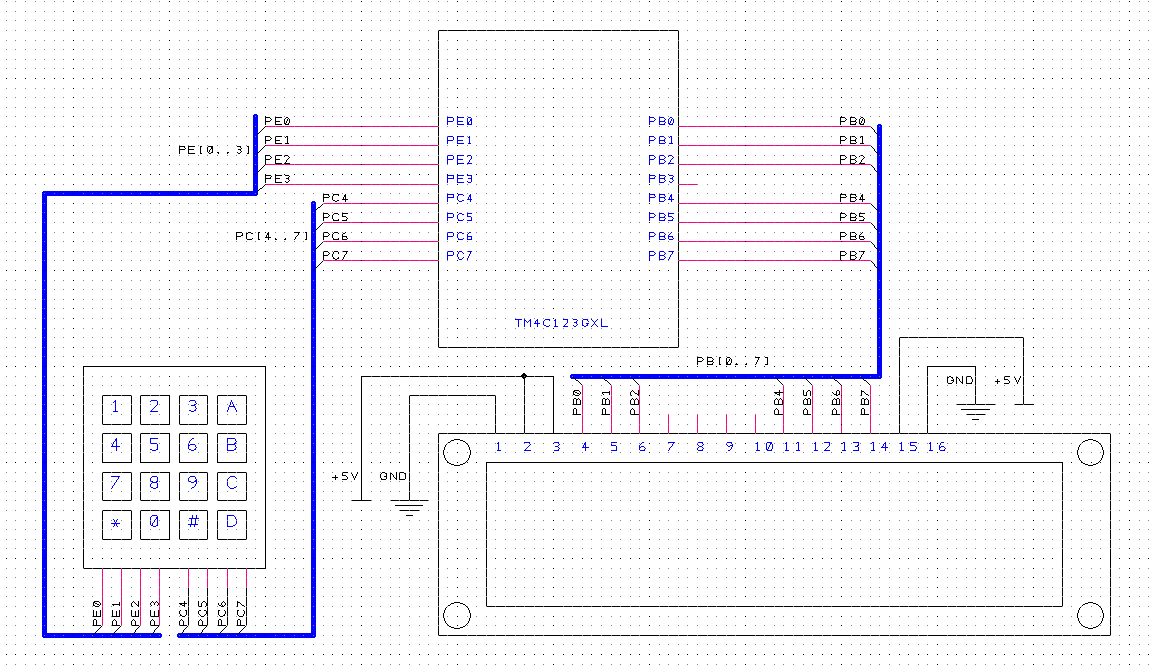 PE0 PE0 PB0 PB0
PE1 PE1 PB1 PB1
PE[0..3]
PE2 PE2 PB2 PB2
PE3 PE3 PB3
PC4 PC4 PB4 PB4
PC5 PC5 PB5 PB5
PC[4..7]
PC6 PC6 PB6 PB6
PC7 PC7 PB7 PB7
TM4C123GXL
PB[0..7]
GND +5V
PB0 PB1 PB2 PB4 PB5 PB6 PB7
1 2 3 A
4 5 6 B
1 2 3 4 5 6 7 8 9 10 11 12 13 14 15 16
+5V GND
7 8 9 C
* 0 # D
PE0 PE1 PE2 PE3 PC4 PC5 PC6 PC7